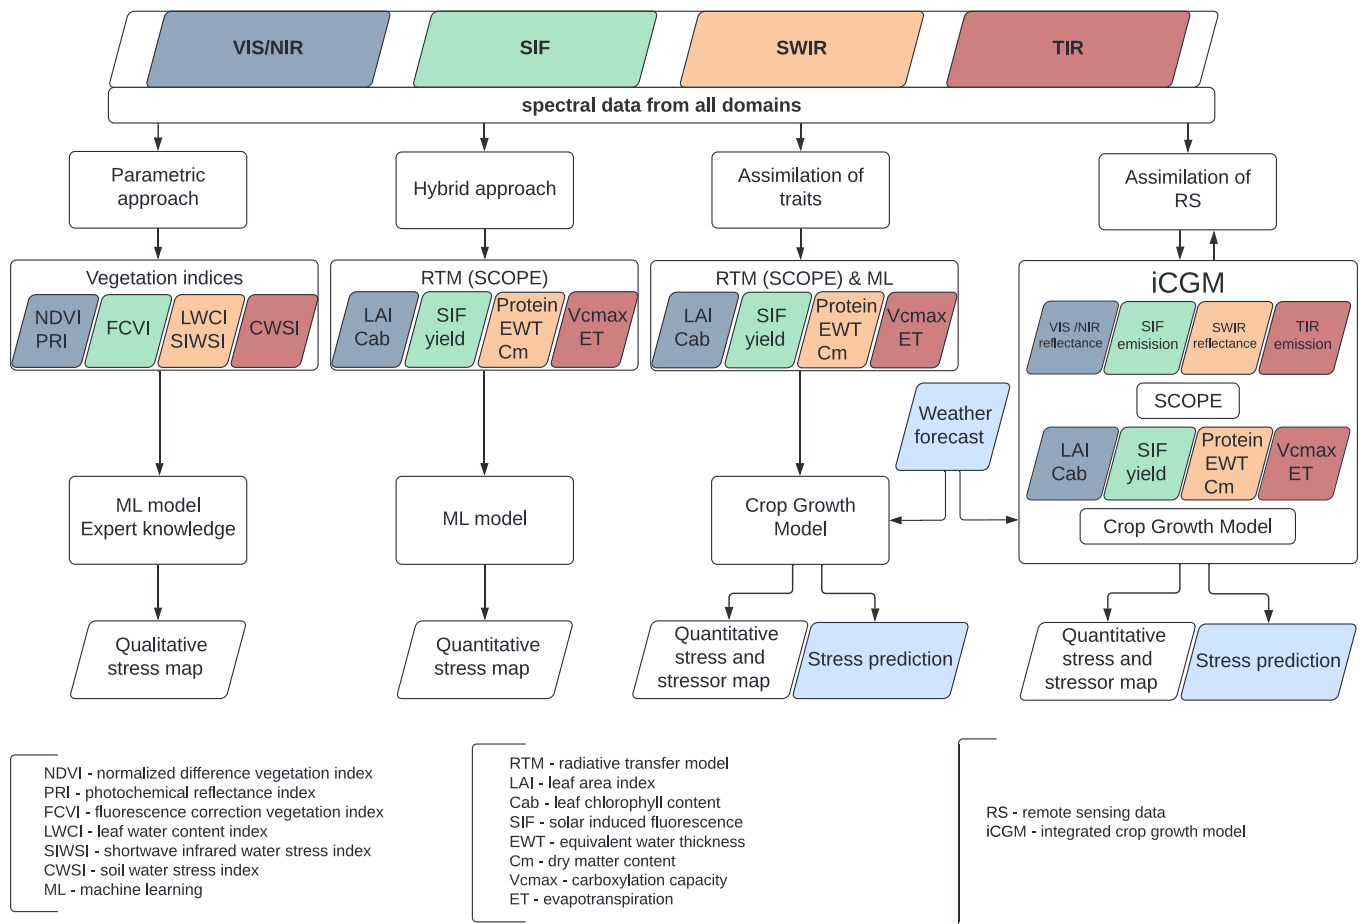 VIS/NIR
SIF
SWIR
TIR
spectral data from all domains
Parametric
approach
Hybrid approach
Assimilation of
traits
Assimilation of
RS
Vegetation indices
NDVI
PRI
FCVI
LWCI
SIWSI
CWSI
RTM (SCOPE)
LAI
Cab
SIF
yield
Protein
EWT
Cm
Vcmax
ET
RTM (SCOPE) & ML
LAI
Cab
SIF
yield
Protein
EWT
Cm
Vcmax
ET
iCGM
VIS /NIR
reflectance
SIF
emisision
SWIR
reflectance
TIR
emission
SCOPE
LAI
Cab
SIF
yield
Protein
EWT
Cm
Vcmax
ET
Crop Growth Model
Weather
forecast
ML model
Expert knowledge
ML model
Crop Growth
Model
Qualitative
stress map
Quantitative
stress map
Quantitative
stress and
stressor map
Stress prediction
Quantitative
stress and
stressor map
Stress prediction
NDVI - normalized difference vegetation index
PRI - photochemical reflectance index
FCVI - fluorescence correction vegetation index
LWCI - leaf water content index
SIWSI - shortwave infrared water stress index
CWSI - soil water stress index
ML - machine learning
RTM - radiative transfer model
LAI - leaf area index
Cab - leaf chlorophyll content
SIF - solar induced fluorescence
EWT - equivalent water thickness
Cm - dry matter content
Vcmax - carboxylation capacity
ET - evapotranspiration
RS - remote sensing data
iCGM - integrated crop growth model